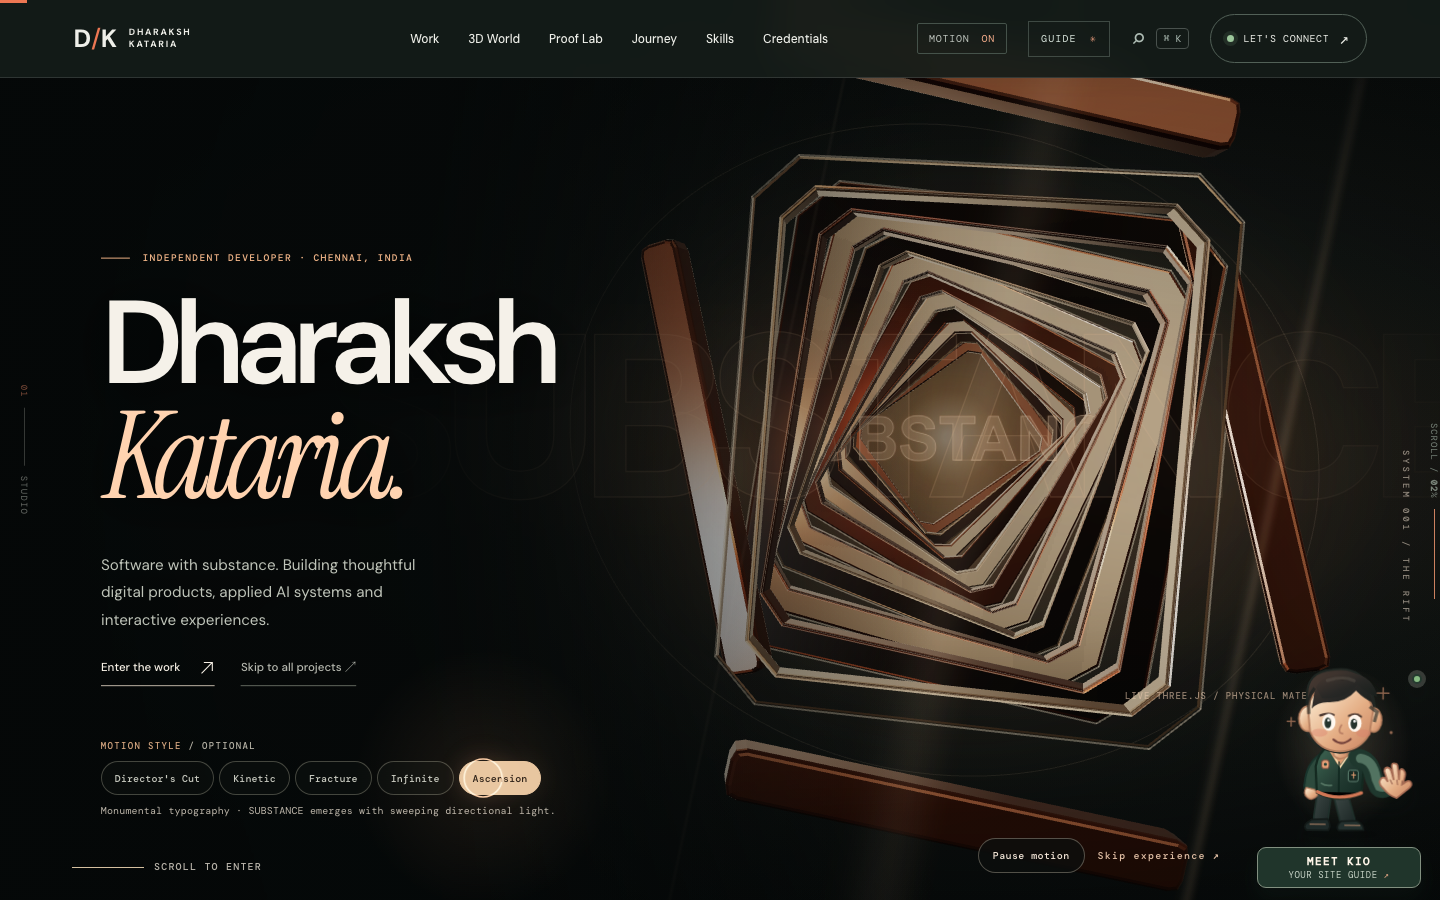 D/K DHARAKSH
KATARIA
Work 3D World Proof Lab Journey Skills Credentials
MOTION ON
GUIDE ✳
⌘ K
LET'S CONNECT ↗
INDEPENDENT DEVELOPER · CHENNAI, INDIA
Dharaksh
Kataria.
Software with substance. Building thoughtful
digital products, applied AI systems and
interactive experiences.
Enter the work ↗
Skip to all projects ↗
MOTION STYLE / OPTIONAL
Director's Cut Kinetic Fracture Infinite Ascension
Monumental typography · SUBSTANCE emerges with sweeping directional light.
SCROLL TO ENTER
01
STUDIO
UBSTANC
BSTAN
SCROLL / 02%
SYSTEM 001 / THE RIFT
LIVE THREE.JS / PHYSICAL MATE
Pause motion
Skip experience ↗
MEET KIO
YOUR SITE GUIDE ↗